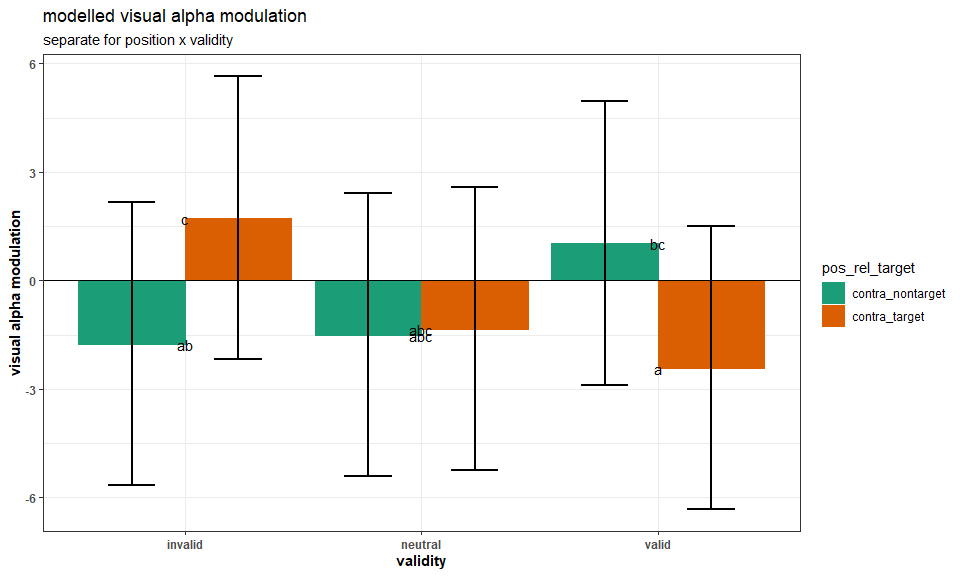 modelled visual alpha modulation
separate for position x validity
6
3
0
-3
-6
visual alpha modulation
c
ab
abc
abc
bc
a
invalid
neutral
valid
validity
pos_rel_target
contra_nontarget
contra_target